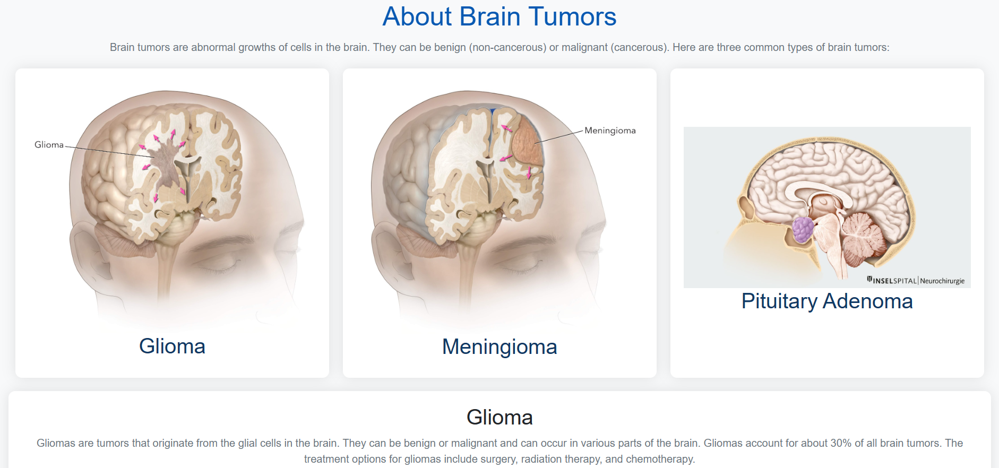 About Brain Tumors
Brain tumors are abnormal growths of cells in the brain. They can be benign (non-cancerous) or malignant (cancerous). Here are three common types of brain tumors:
Glioma
Glioma
Meningioma
Meningioma
INSELSPITAL | Neurochirurgie
Pituitary Adenoma
Glioma
Gliomas are tumors that originate from the glial cells in the brain. They can be benign or malignant and can occur in various parts of the brain. Gliomas account for about 30% of all brain tumors. The
treatment options for gliomas include surgery, radiation therapy, and chemotherapy.